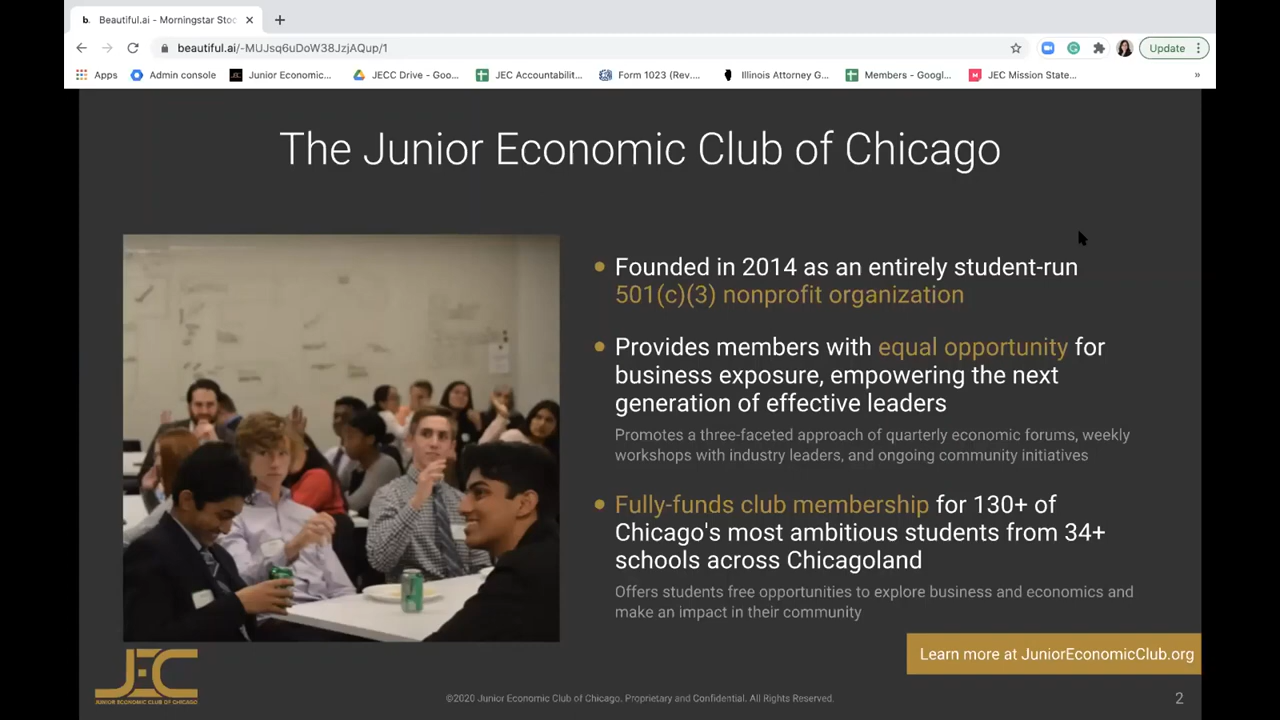 b. Beautiful.ai - Morningstar Stoc
beautiful.ai/-MUJsq6uDoW38JzjAQup/1
Update
Apps
Admin console
Junior Economic...
JECC Drive - Goo...
JEC Accountabilit...
Form 1023 (Rev....
Illinois Attorney G...
Members - Googl...
JEC Mission State...
»
The Junior Economic Club of Chicago
Founded in 2014 as an entirely student-run
501(c)(3) nonprofit organization
Provides members with equal opportunity for
business exposure, empowering the next
generation of effective leaders
Promotes a three-faceted approach of quarterly economic forums, weekly
workshops with industry leaders, and ongoing community initiatives
Fully-funds club membership for 130+ of
Chicago's most ambitious students from 34+
schools across Chicagoland
Offers students free opportunities to explore business and economics and
make an impact in their community
Learn more at JuniorEconomicClub.org
JEC
JUNIOR ECONOMIC CLUB OF CHICAGO
©2020 Junior Economic Club of Chicago. Proprietary and Confidential. All Rights Reserved.
2